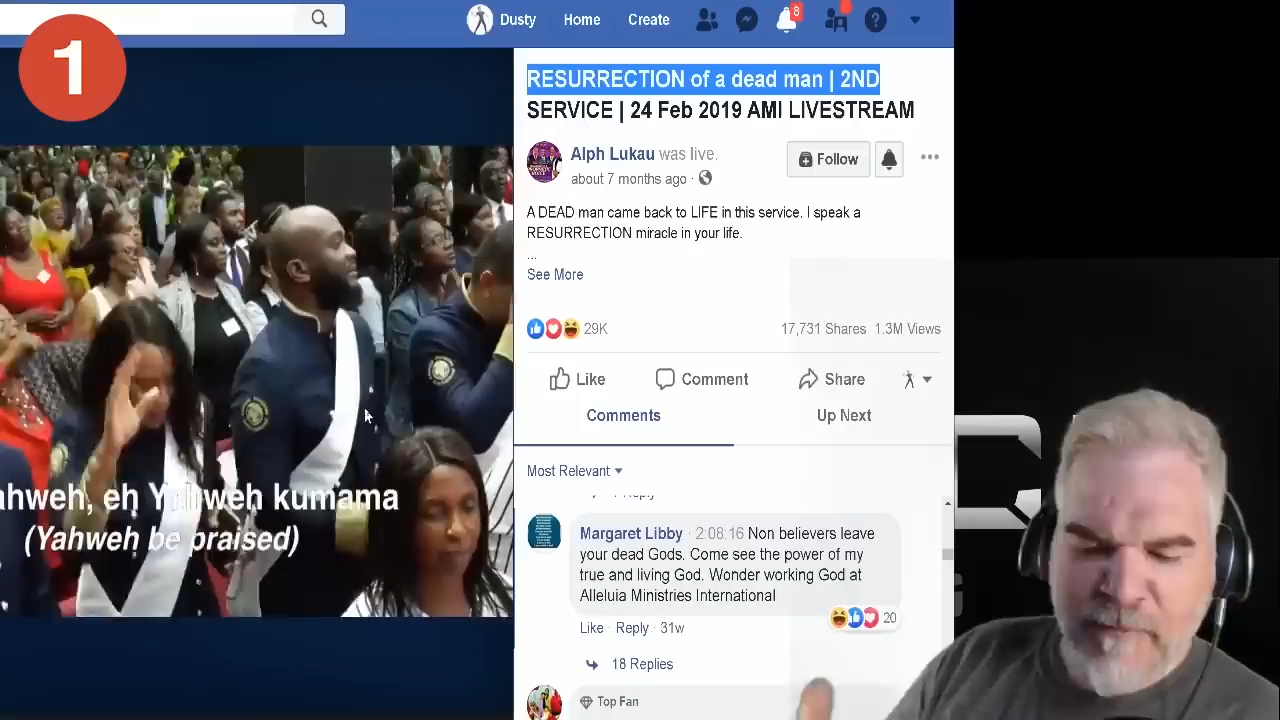 1
Dusty Home Create 8
RESURRECTION of a dead man | 2ND
SERVICE | 24 Feb 2019 AMI LIVESTREAM
Alph Lukau was live.
about 7 months ago ·
Follow
A DEAD man came back to LIFE in this service. I speak a
RESURRECTION miracle in your life.
...
See More
29K 17,731 Shares 1.3M Views
Like Comment Share
Comments Up Next
Most Relevant
Margaret Libby · 2:08:16 Non believers leave
your dead Gods. Come see the power of my
true and living God. Wonder working God at
Alleluia Ministries International
20
Like · Reply · 31w
18 Replies
Top Fan
eh Yahweh kumama
(Yahweh be praised)